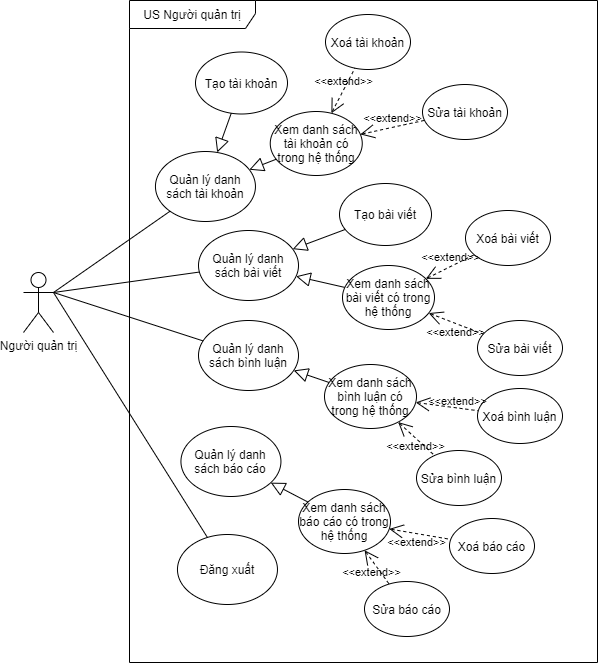 US Người quản trị
Xoá tài khoản
<<extend>>
Tạo tài khoản
<<extend>>
Sửa tài khoản
Xem danh sách
tài khoản có
trong hệ thống
Quản lý danh
sách tài khoản
Tạo bài viết
Xoá bài viết
<<extend>>
Quản lý danh
sách bài viết
Xem danh sách
bài viết có trong
hệ thống
<<extend>>
Sửa bài viết
Người quản trị
Quản lý danh
sách bình luận
Xem danh sách
bình luận có
trong hệ thống
<<extend>>
Xoá bình luận
<<extend>>
Sửa bình luận
Quản lý danh
sách báo cáo
Xem danh sách
báo cáo có trong
hệ thống
<<extend>>
Xoá báo cáo
<<extend>>
Sửa báo cáo
Đăng xuất